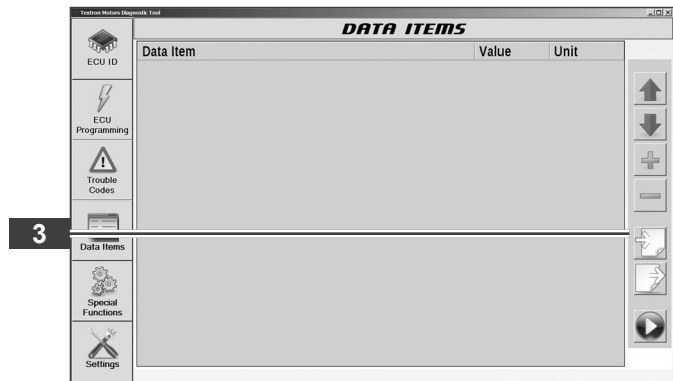 Textron Motors Diagnostic Tool
DATA ITEMS
Data Item Value Unit
ECU ID
ECU
Programming
Trouble
Codes
3
Data Items
Special
Functions
Settings